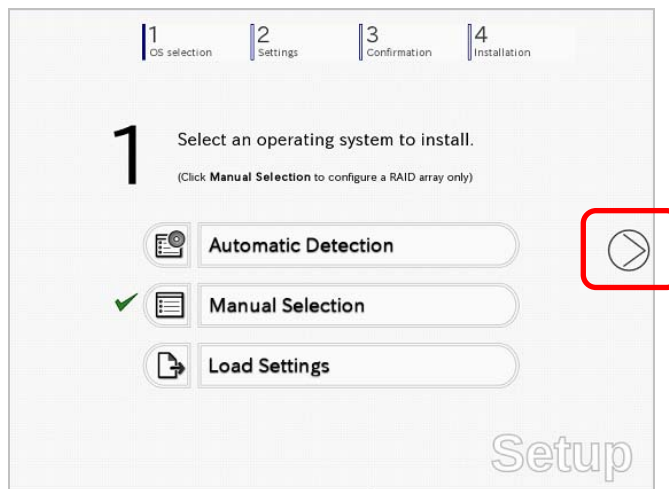 1
OS selection
2
Settings
3
Confirmation
4
Installation
1
Select an operating system to install.
(Click Manual Selection to configure a RAID array only)
Automatic Detection
Manual Selection
Load Settings
Setup